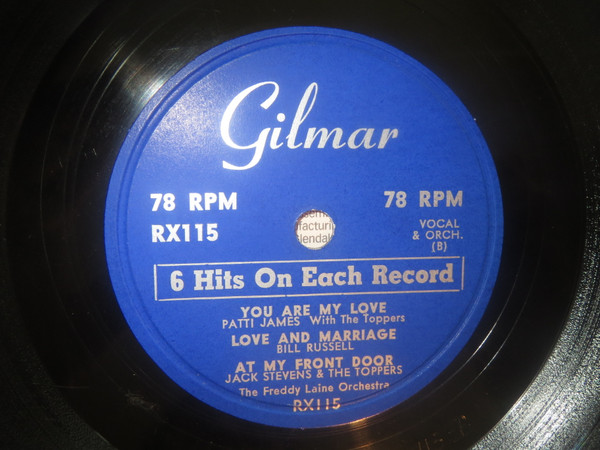 Gilmar
78 RPM
78 RPM
RX115
VOCAL
& ORCH.
(B)
6 Hits On Each Record
YOU ARE MY LOVE
PATTI JAMES With The Toppers
LOVE AND MARRIAGE
BILL RUSSELL
AT MY FRONT DOOR
JACK STEVENS & THE TOPPERS
The Freddy Laine Orchestra
RX115